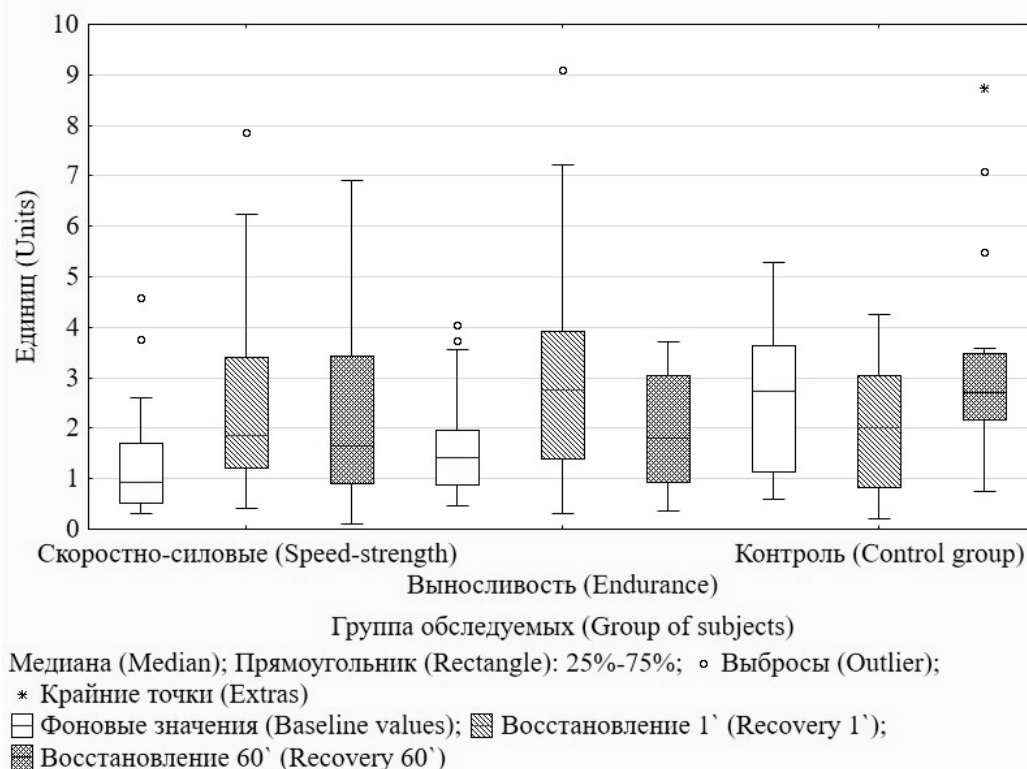 10
9
8
7
6
5
4
3
2
1
0
Единиц (Units)
Скоростно-силовые (Speed-strength)
Контроль (Control group)
Выносливость (Endurance)
Группа обследуемых (Group of subjects)
Медиана (Median); Прямоугольник (Rectangle): 25%-75%; Выбросы (Outlier);
Крайние точки (Extras)
Фоновые значения (Baseline values); Восстановление 1` (Recovery 1`);
Восстановление 60` (Recovery 60`)